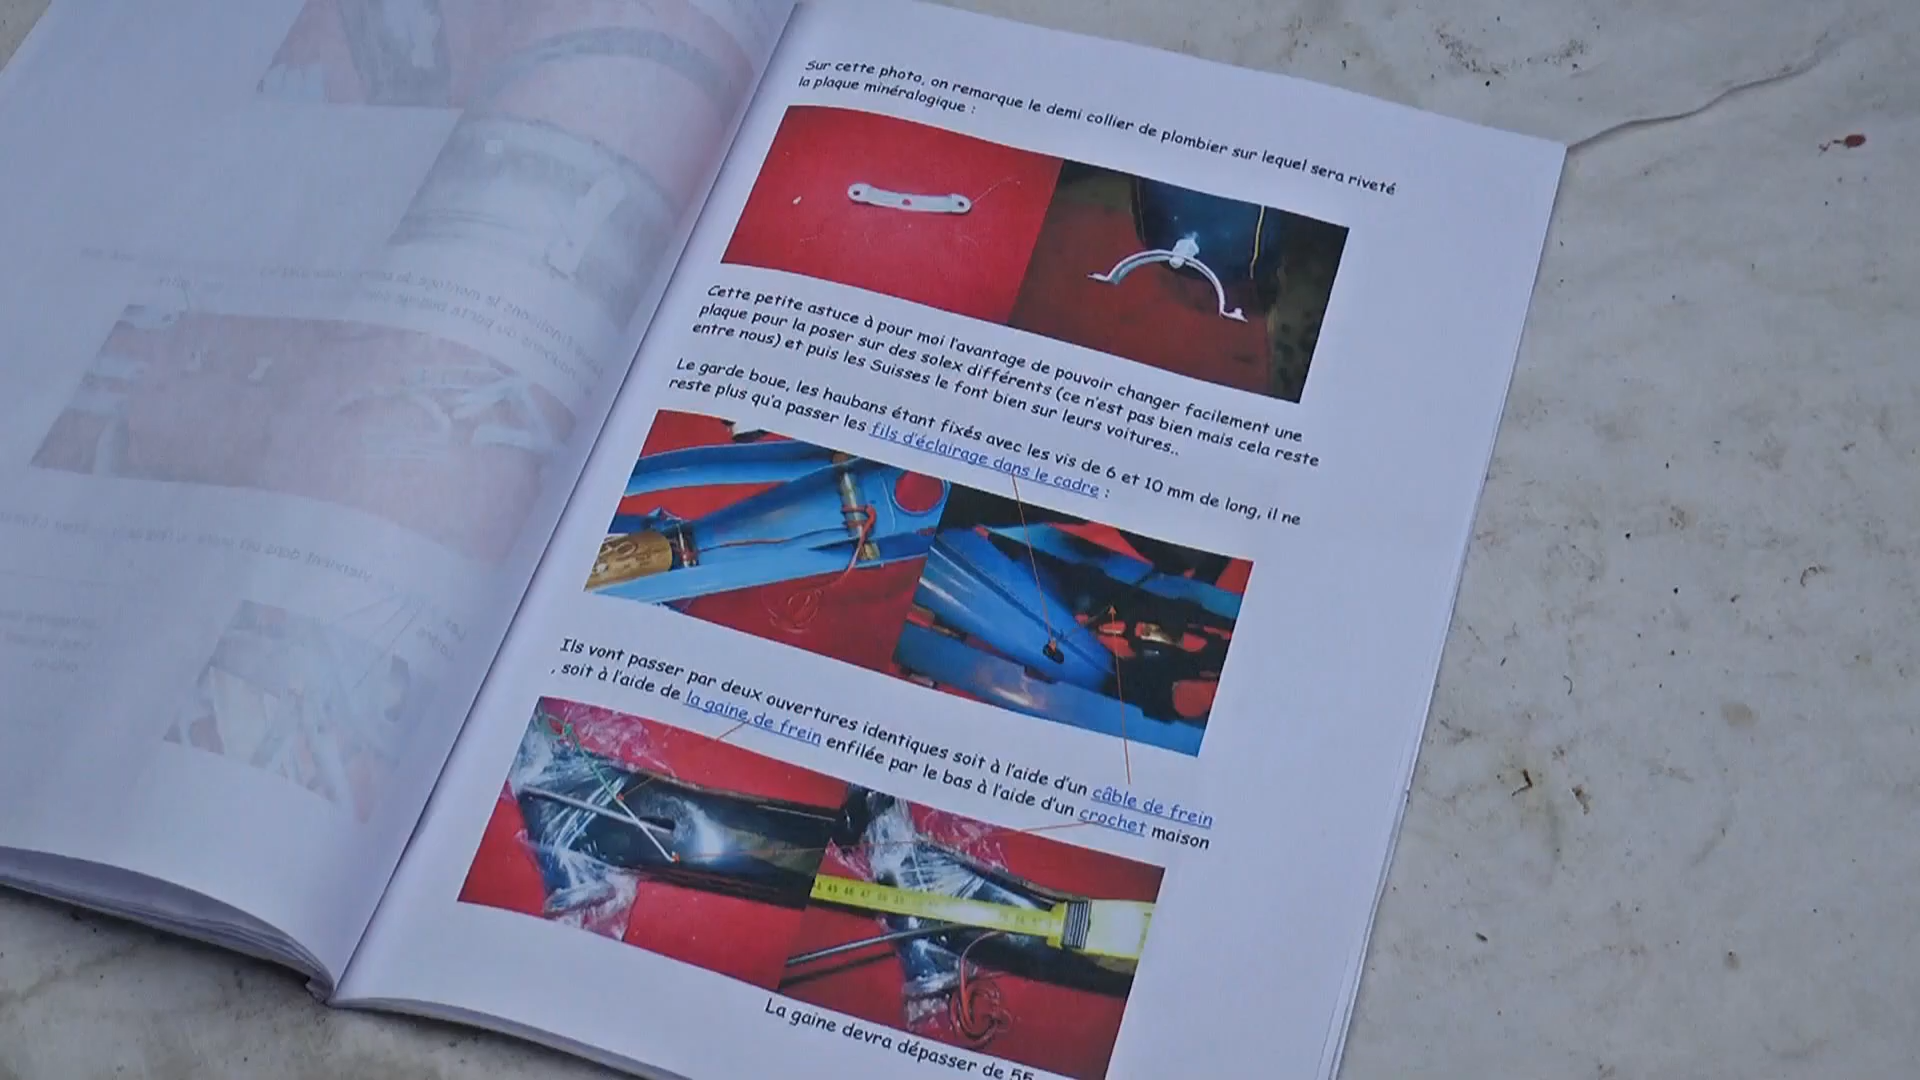 Sur cette photo, on remarque le demi collier de plombier sur lequel sera riveté
la plaque minéralogique :
Cette petite astuce à pour moi l'avantage de pouvoir changer facilement une
plaque pour la poser sur des solex différents (ce n'est pas bien mais cela reste
entre nous) et puis les Suisses le font bien sur leurs voitures..
Le garde boue, les haubans étant fixés avec les vis de 6 et 10 mm de long, il ne
reste plus qu'a passer les fils d'éclairage dans le cadre :
Ils vont passer par deux ouvertures identiques soit à l'aide d'un câble de frein
, soit à l'aide de la gaine de frein enfilée par le bas à l'aide d'un crochet maison
La gaine devra dépasser de 55